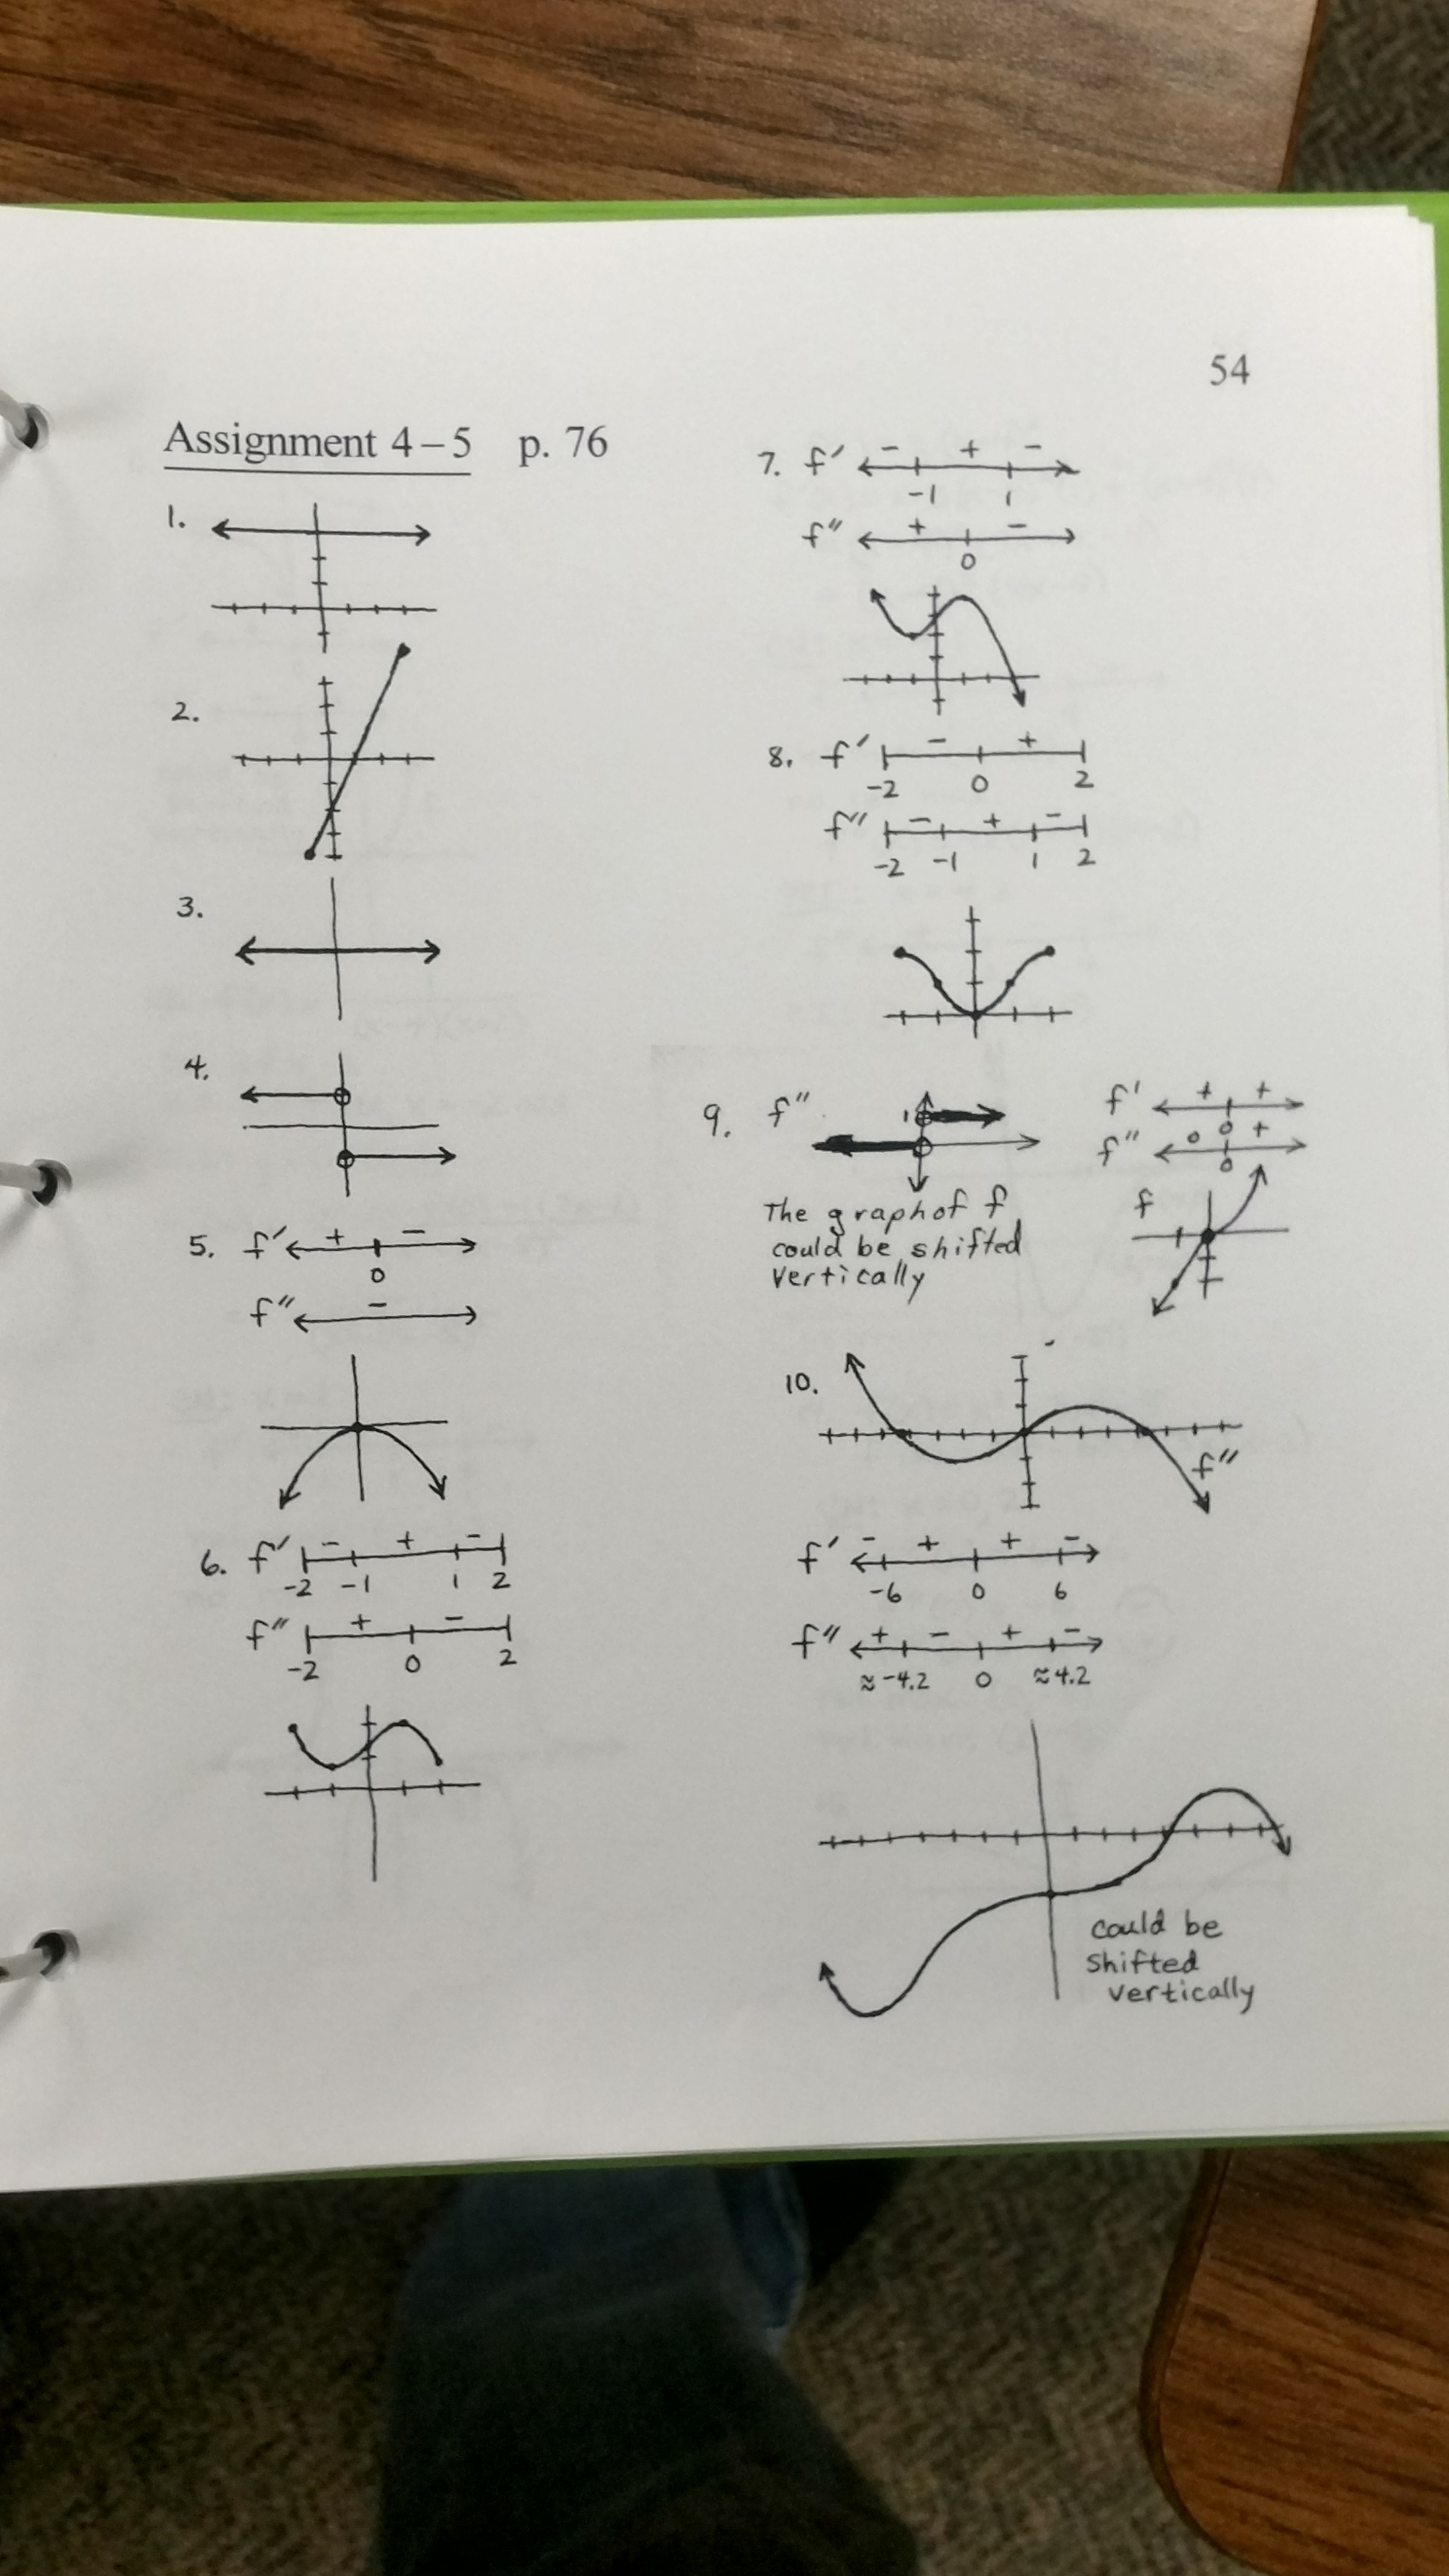 54
Assignment 4–5 p. 76
1.
2.
3.
4.
5. f′ + −
0
f″ −
6. f′ − + −
-2 -1 1 2
f″ + −
-2 0 2
7. f′ − + −
-1 1
f″ + −
0
8. f′ − +
-2 0 2
f″ − + −
-2 -1 1 2
9. f″ 1
The graph of f
could be shifted
vertically
f′ + +
0
f″ 0 +
0
f
10.
f″
f′ − + + −
-6 0 6
f″ + − + −
≈-4.2 0 ≈4.2
could be
shifted
vertically